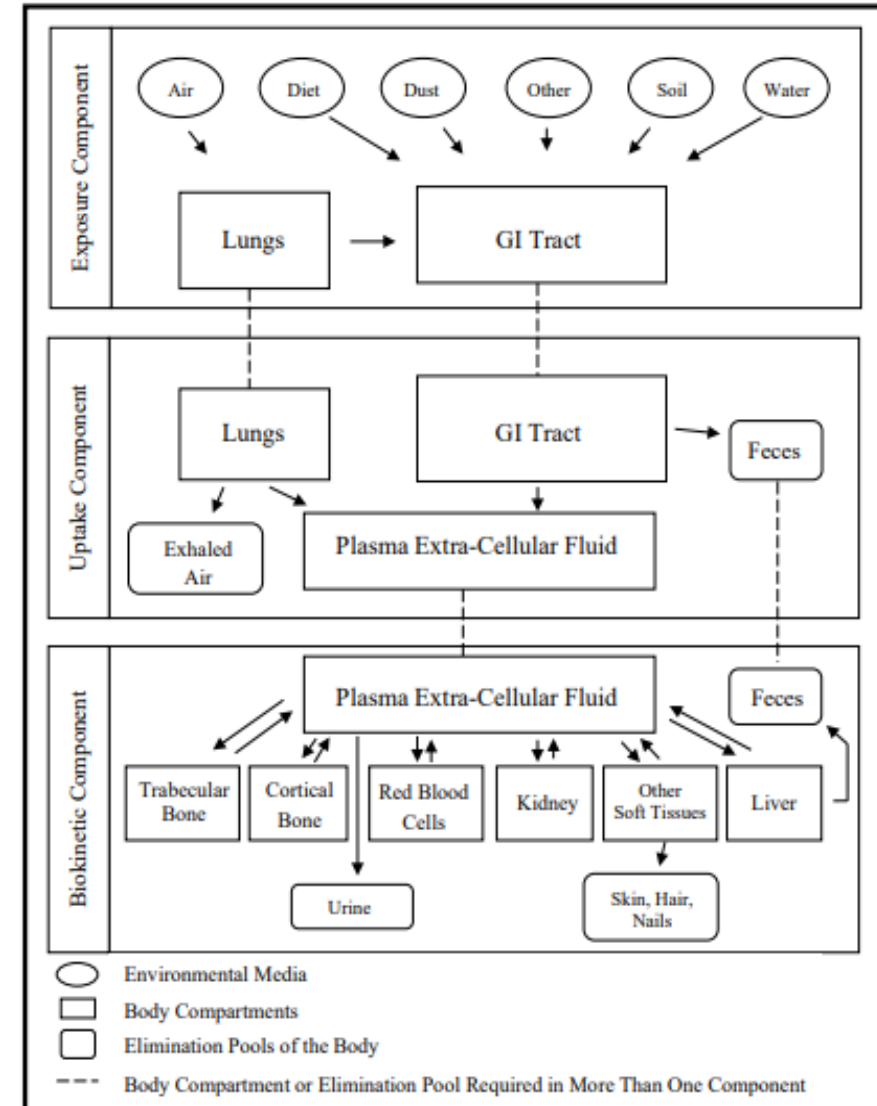 Exposure Component
Air
Diet
Dust
Other
Soil
Water
Lungs
GI Tract
Uptake Component
Lungs
GI Tract
Feces
Exhaled
Air
Plasma Extra-Cellular Fluid
Biokinetic Component
Plasma Extra-Cellular Fluid
Feces
Trabecular
Bone
Cortical
Bone
Red Blood
Cells
Kidney
Other
Soft Tissues
Liver
Urine
Skin, Hair,
Nails
Environmental Media
Body Compartments
Elimination Pools of the Body
Body Compartment or Elimination Pool Required in More Than One Component